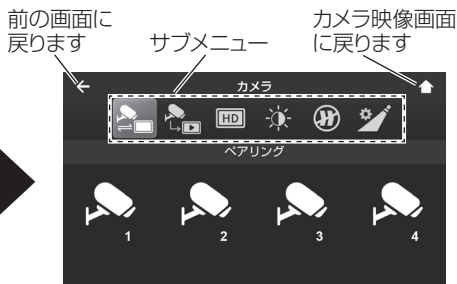 前の画面に
戻ります
サブメニュー
カメラ映像画面
に戻ります
カメラ
HD
ペアリング
1 2 3 4